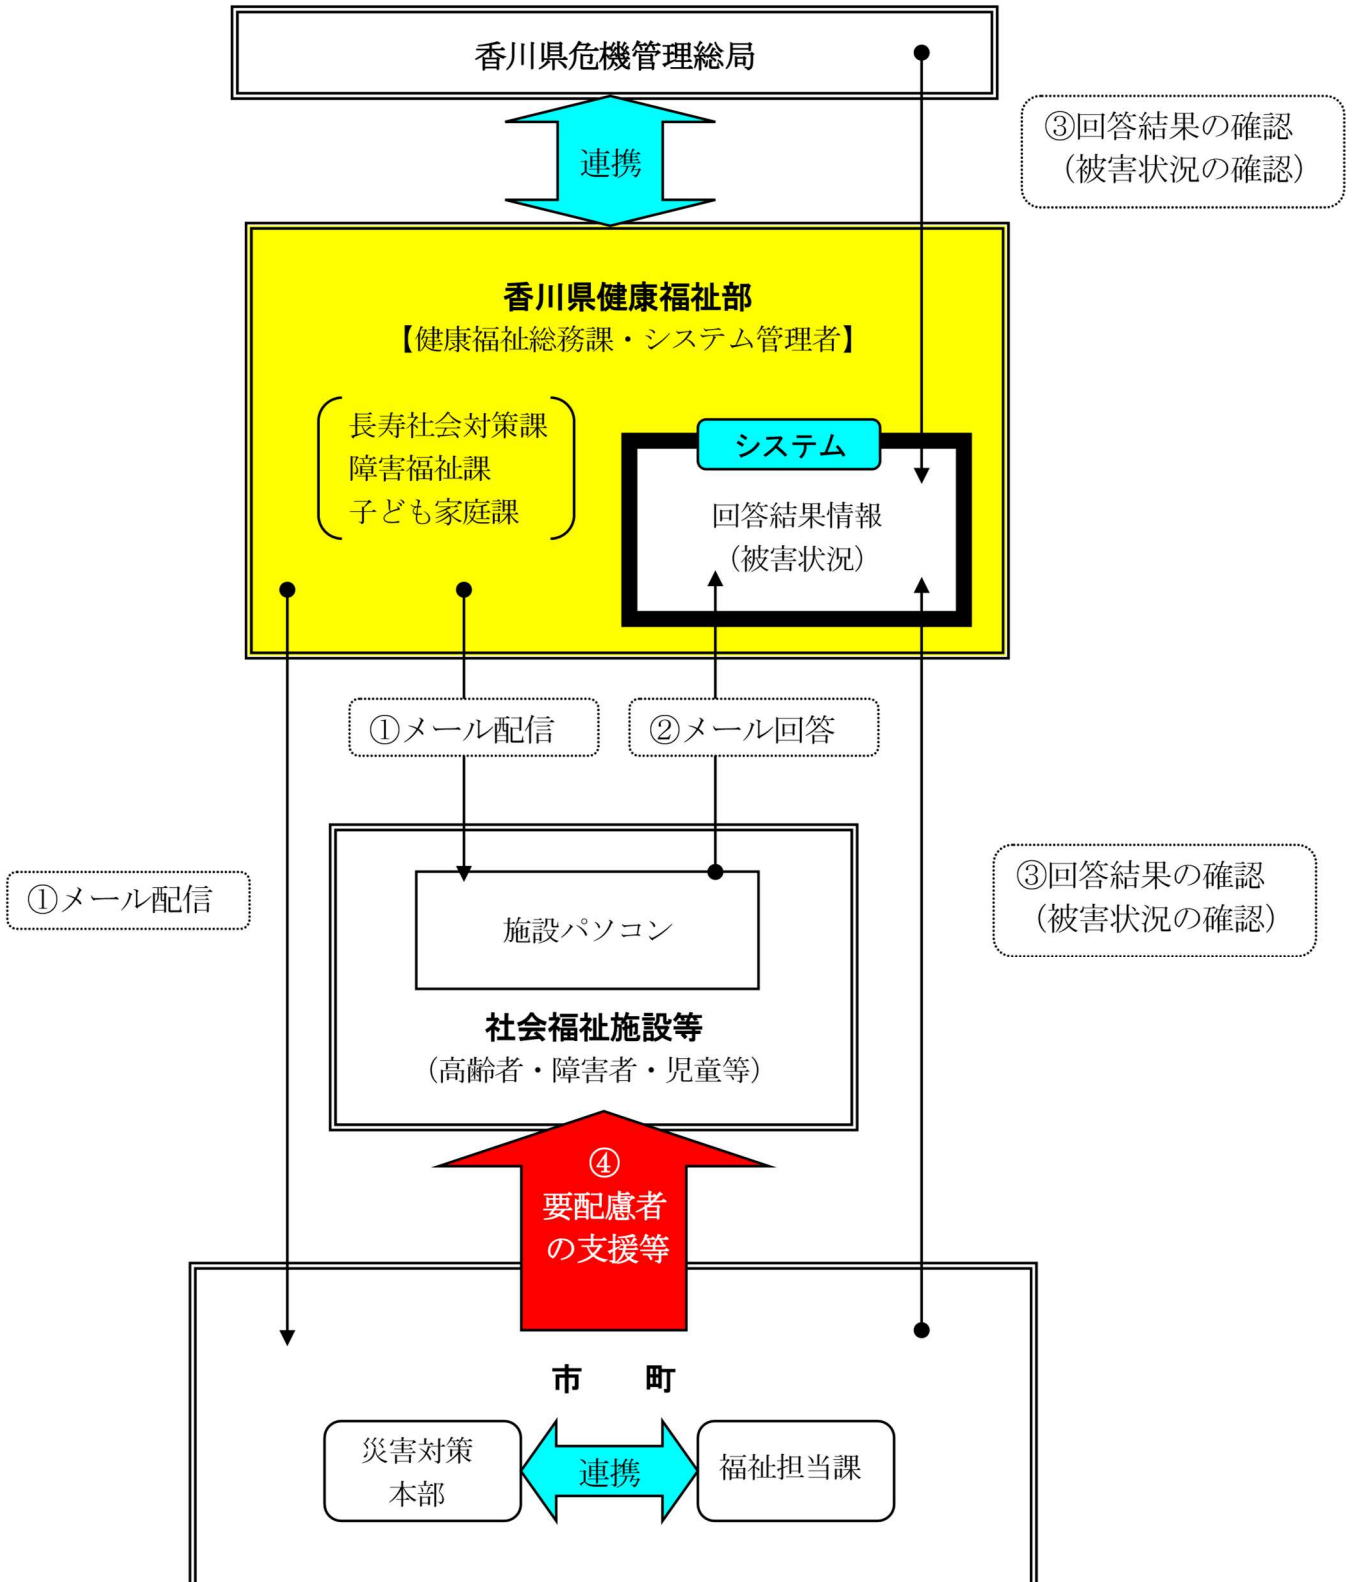 香川県危機管理総局
連携
③回答結果の確認
（被害状況の確認）
香川県健康福祉部
【健康福祉総務課・システム管理者】
長寿社会対策課
障害福祉課
子ども家庭課
システム
回答結果情報
（被害状況）
①メール配信
②メール回答
①メール配信
施設パソコン
③回答結果の確認
（被害状況の確認）
社会福祉施設等
（高齢者・障害者・児童等）
④
要配慮者
の支援等
市　町
災害対策
本部
連携
福祉担当課